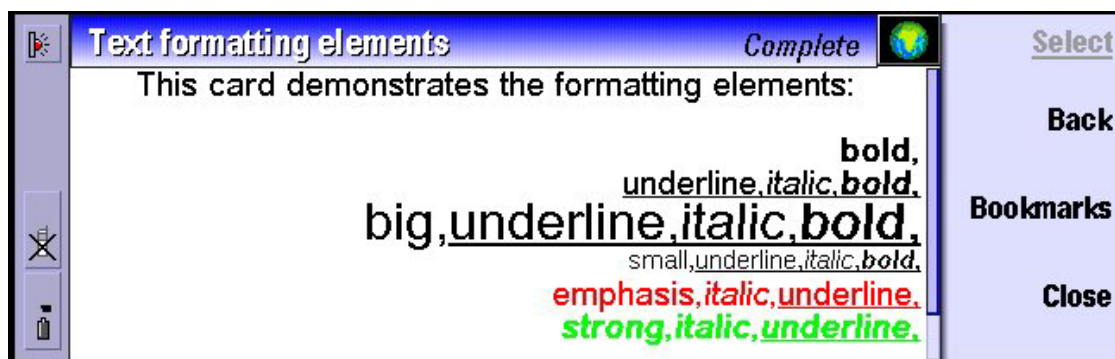 Text formatting elements Complete
This card demonstrates the formatting elements:
bold,
underline,italic,bold,
big,underline,italic,bold,
small,underline,italic,bold,
emphasis,italic,underline,
strong,italic,underline,
Select
Back
Bookmarks
Close